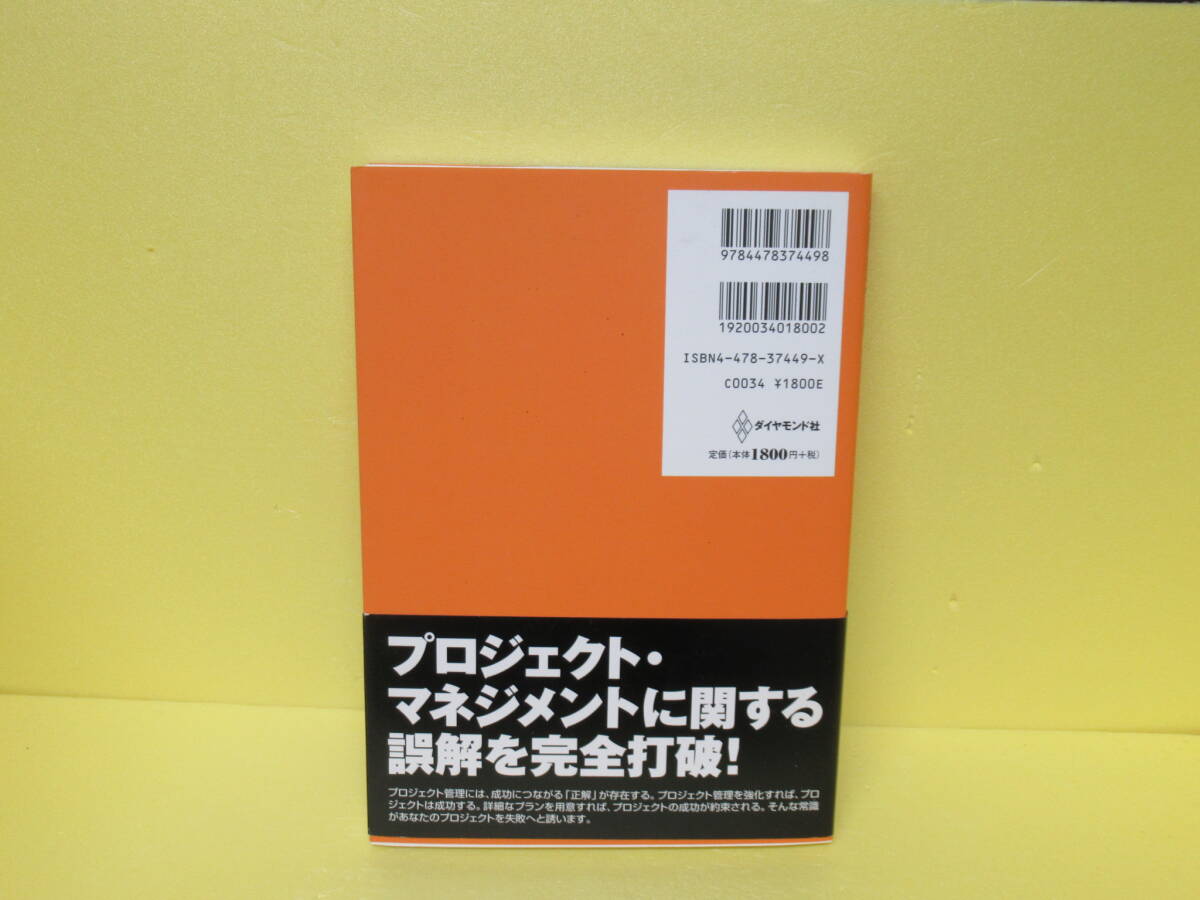 9784478374498
1920034018002
ISBN4-478-37449-X
C0034 ¥1800E
ダイヤモンド社
定価(本体1800円+税)
プロジェクト・
マネジメントに関する
誤解を完全打破!
プロジェクト管理には、成功につながる「正解」が存在する。プロジェクト管理を強化すれば、プロ
ジェクトは成功する。詳細なプランを用意すれば、プロジェクトの成功が約束される。そんな常識
があなたのプロジェクトを失敗へと誘います。